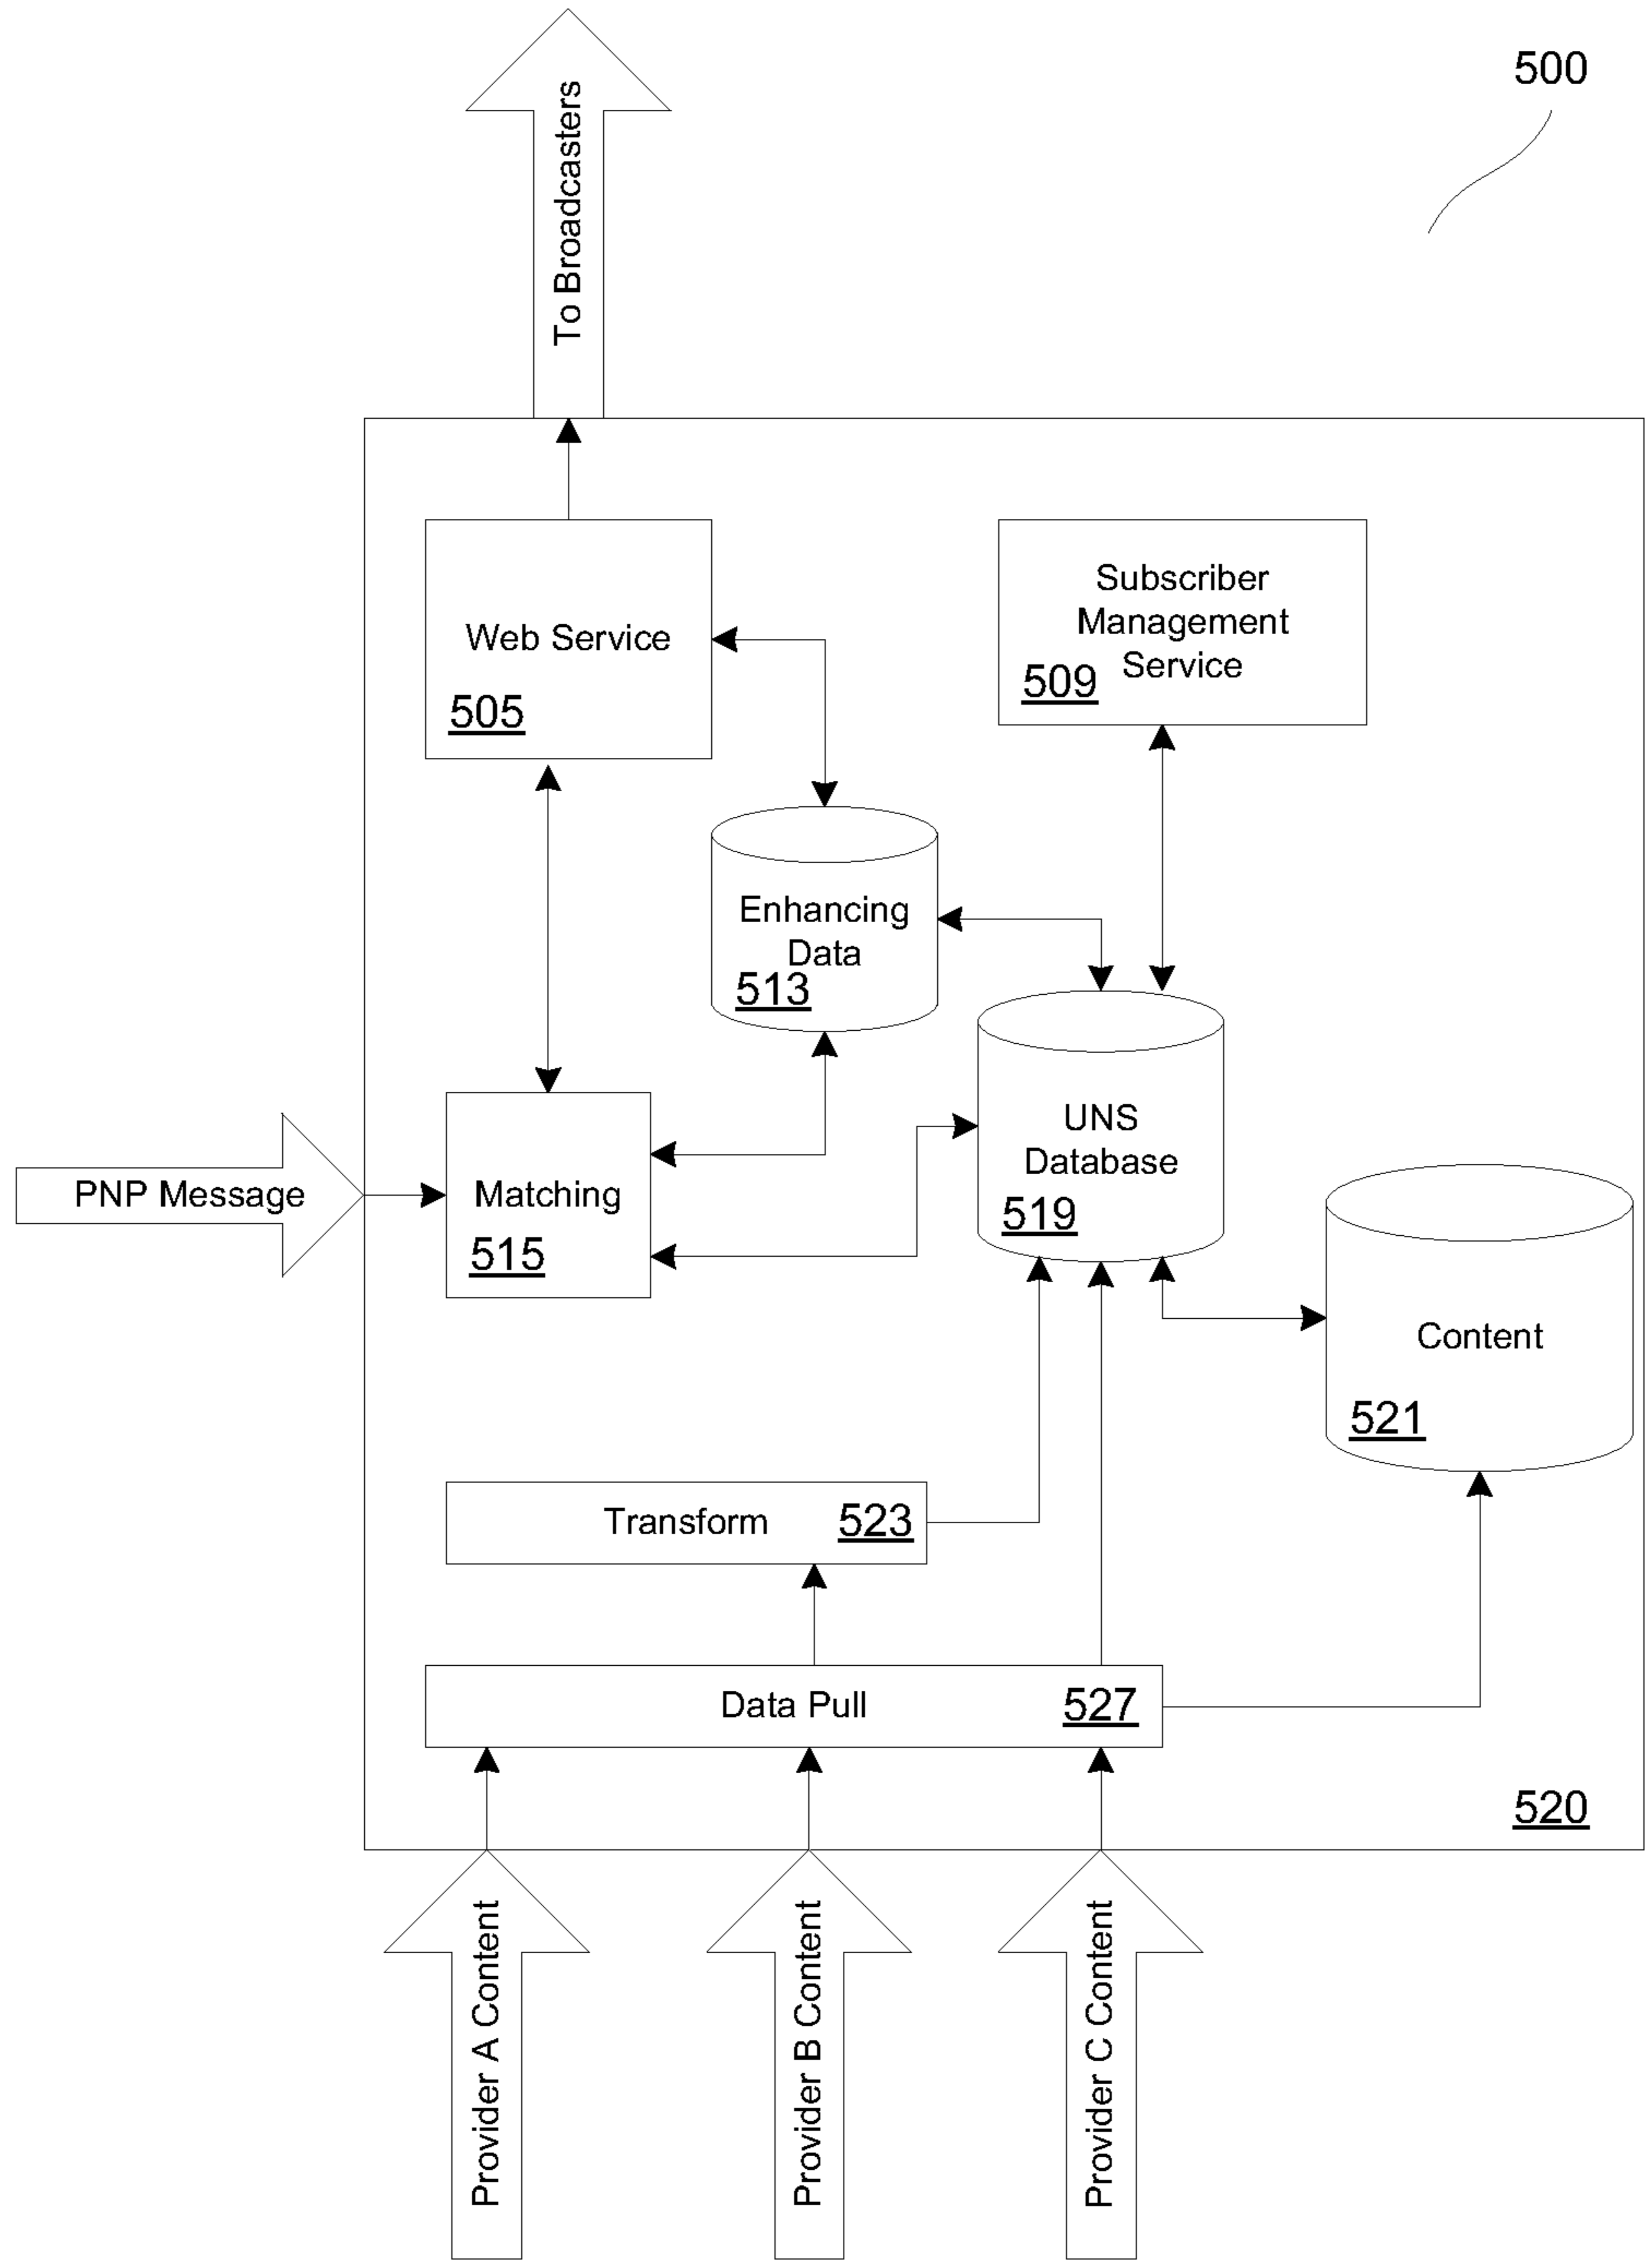 500
To Broadcasters
Web Service
505
Subscriber
Management
Service
509
Enhancing
Data
513
UNS
Database
519
PNP Message
Matching
515
Content
521
Transform
523
Data Pull
527
520
Provider A Content
Provider B Content
Provider C Content